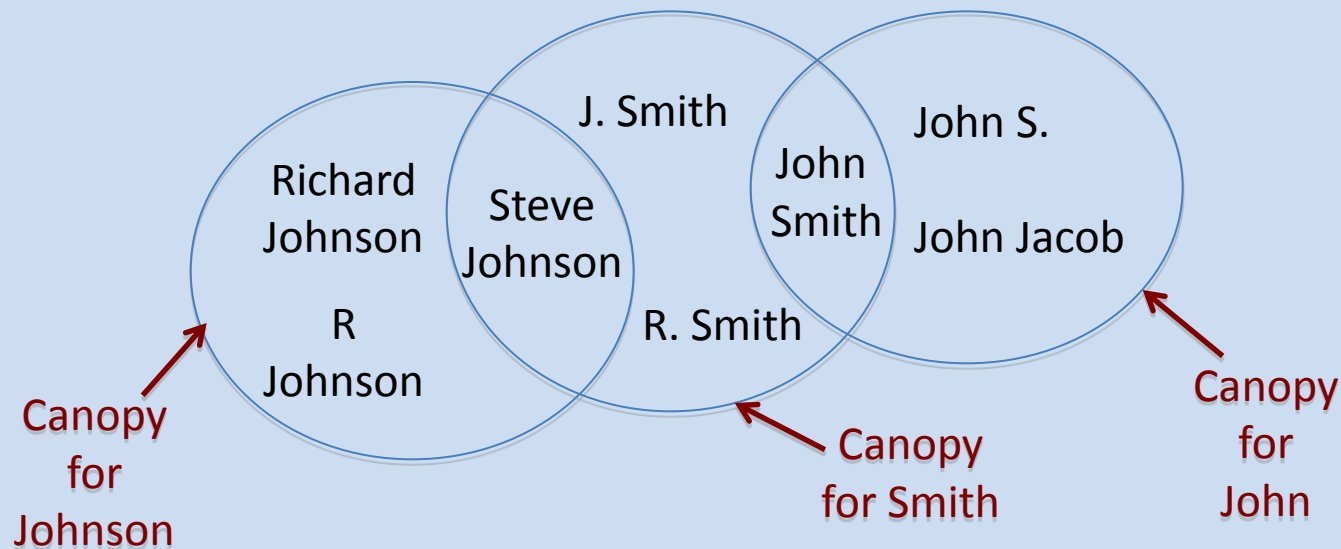 J. Smith
John S.
Richard
Johnson
Steve
Johnson
John
Smith
John Jacob
R
Johnson
R. Smith
Canopy
for
Johnson
Canopy
for Smith
Canopy
for
John